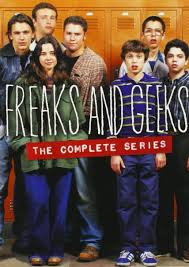 FREAKS AND GEEKS
THE COMPLETE SERIES